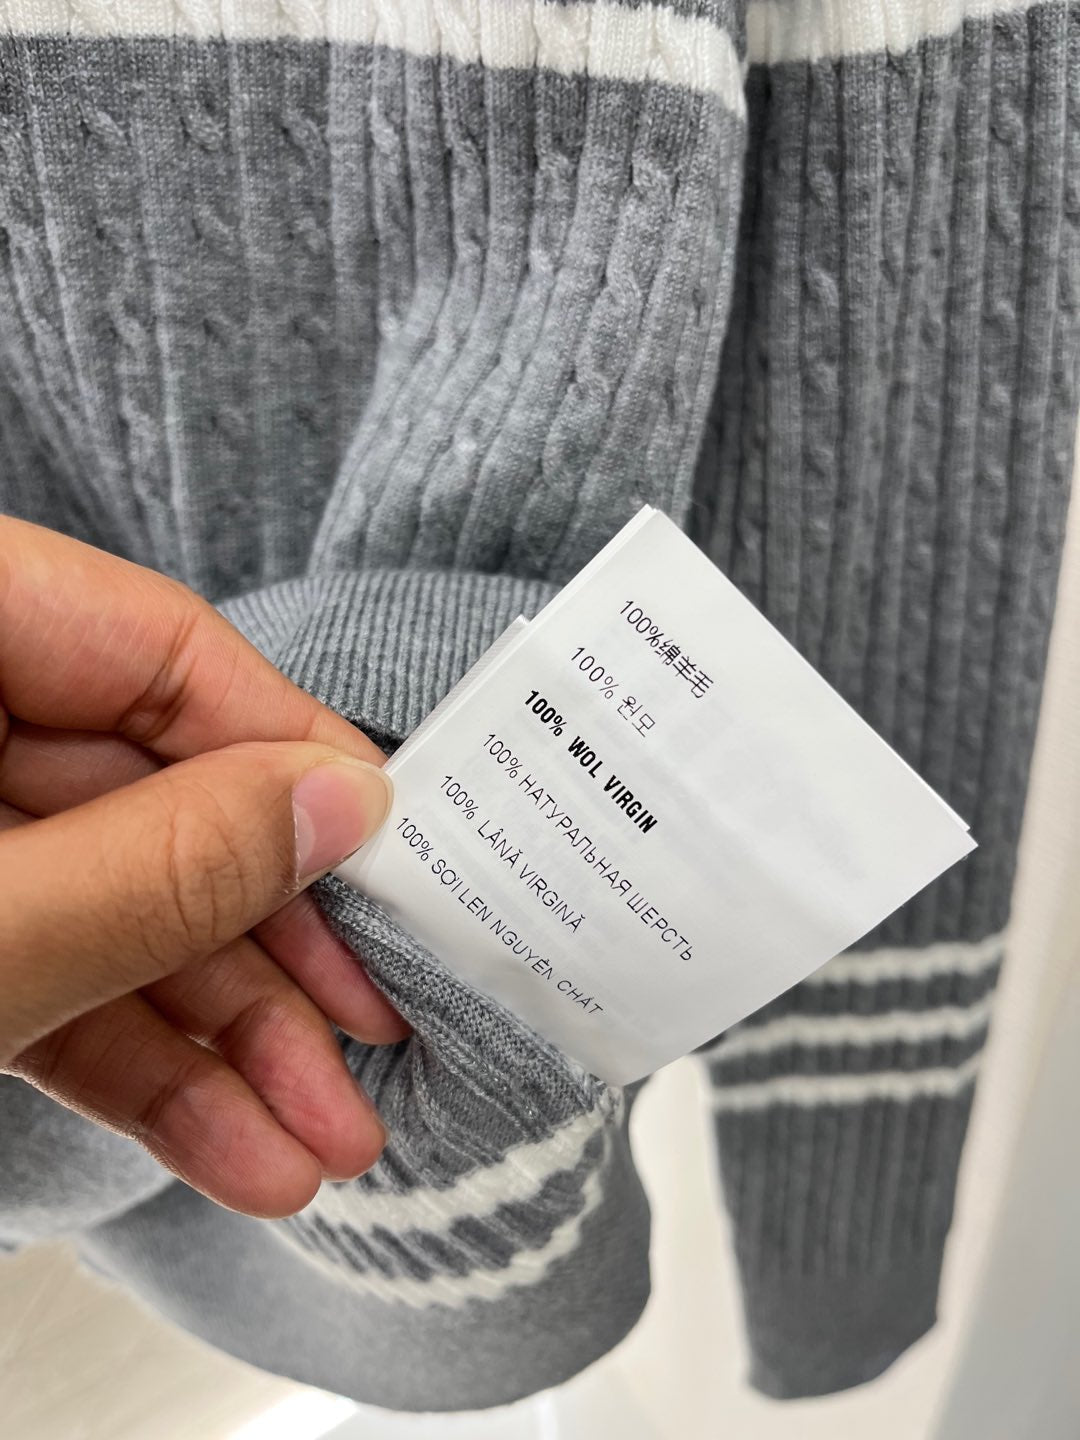 100%绵羊毛
100% 원모
100% WOL VIRGIN
100% НАТУРАЛЬНАЯ ШЕРСТЬ
100% LÂNĂ VIRGINĂ
100% SỢI LEN NGUYÊN CHẤT